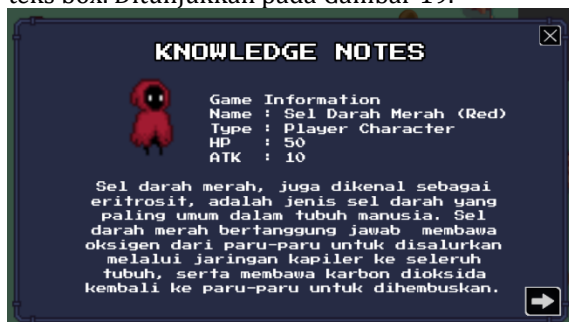 teks box. Ditunjukkan pada Gambar 19.
KNOWLEDGE NOTES
Game Information
Name : Sel Darah Merah (Red)
Type : Player Character
HP : 50
ATK : 10
Sel darah merah, juga dikenal sebagai
eritrosit, adalah jenis sel darah yang
paling umum dalam tubuh manusia. Sel
darah merah bertanggung jawab membawa
oksigen dari paru-paru untuk disalurkan
melalui jaringan kapiler ke seleruh
tubuh, serta membawa karbon dioksida
kembali ke paru-paru untuk dihembuskan.